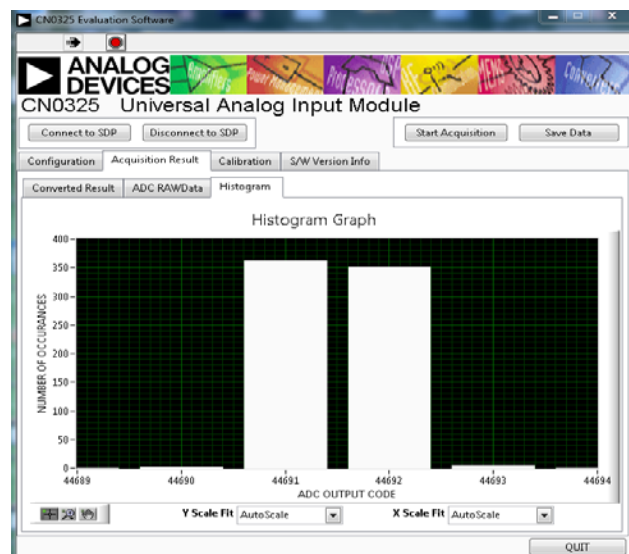 CN0325 Evaluation Software
ANALOG
DEVICES
CN0325 Universal Analog Input Module
Connect to SDP Disconnect to SDP Start Acquisition Save Data
Configuration Acquisition Result Calibration S/W Version Info
Converted Result ADC RAWData Histogram
Histogram Graph
400
350
300
250
200
150
100
50
0
NUMBER OF OCCURANCES
44689 44690 44691 44692 44693 44694
ADC OUTPUT CODE
Y Scale Fit AutoScale X Scale Fit AutoScale
QUIT